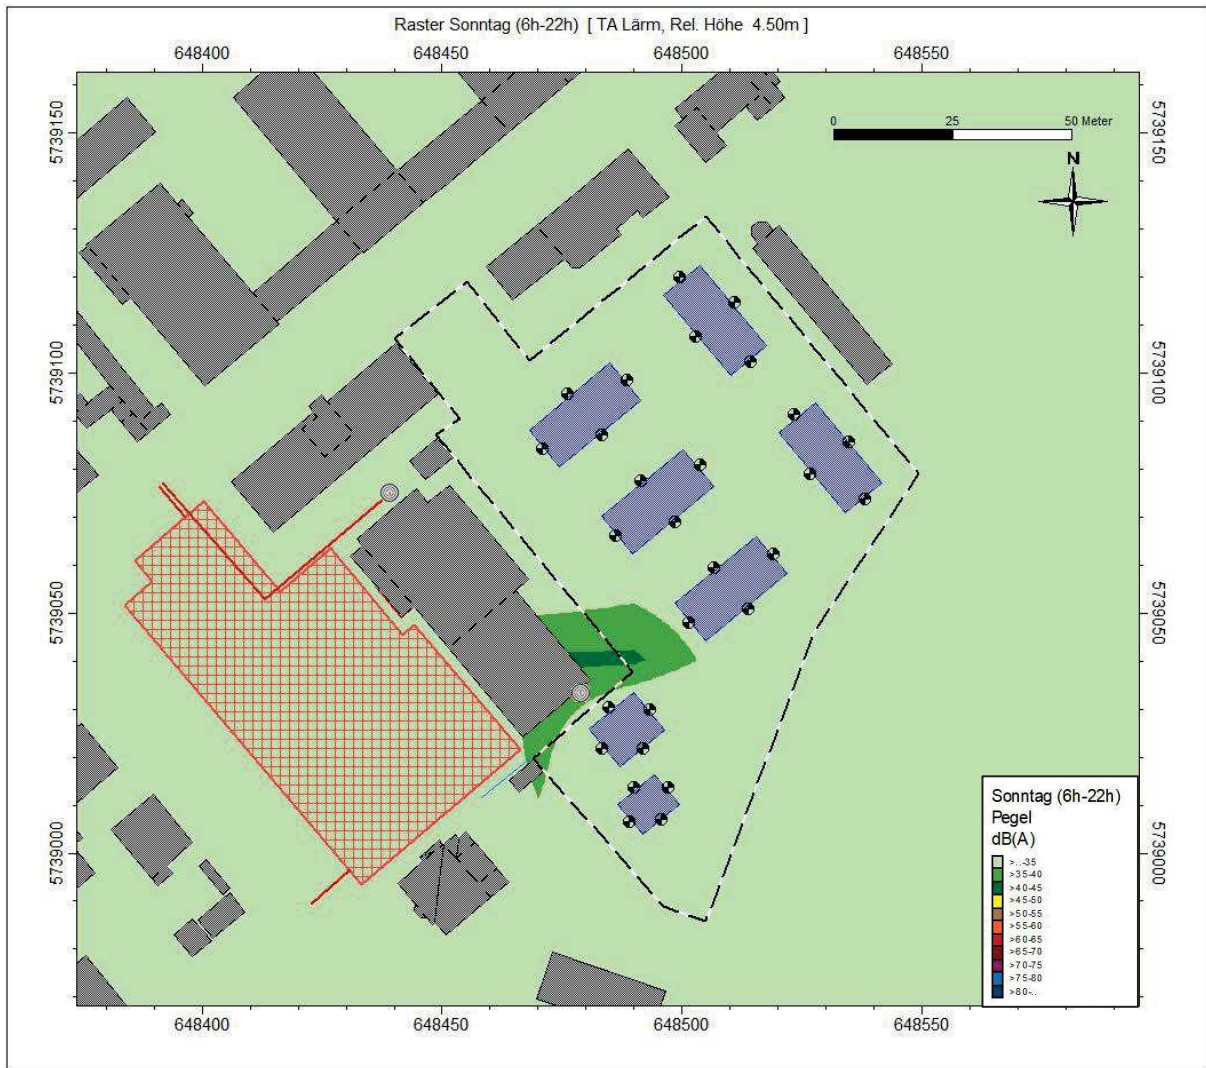 Raster Sonntag (6h-22h) [ TA Lärm, Rel. Höhe 4.50m ]
648400 648450 648500 648550
0 25 50 Meter
N
5739150 5739150
5739100 5739100
5739050 5739050
5739000 5739000
Sonntag (6h-22h)
Pegel
dB(A)
>..-35
>35-40
>40-45
>45-50
>50-55
>55-60
>60-65
>65-70
>70-75
>75-80
>80-..
648400 648450 648500 648550